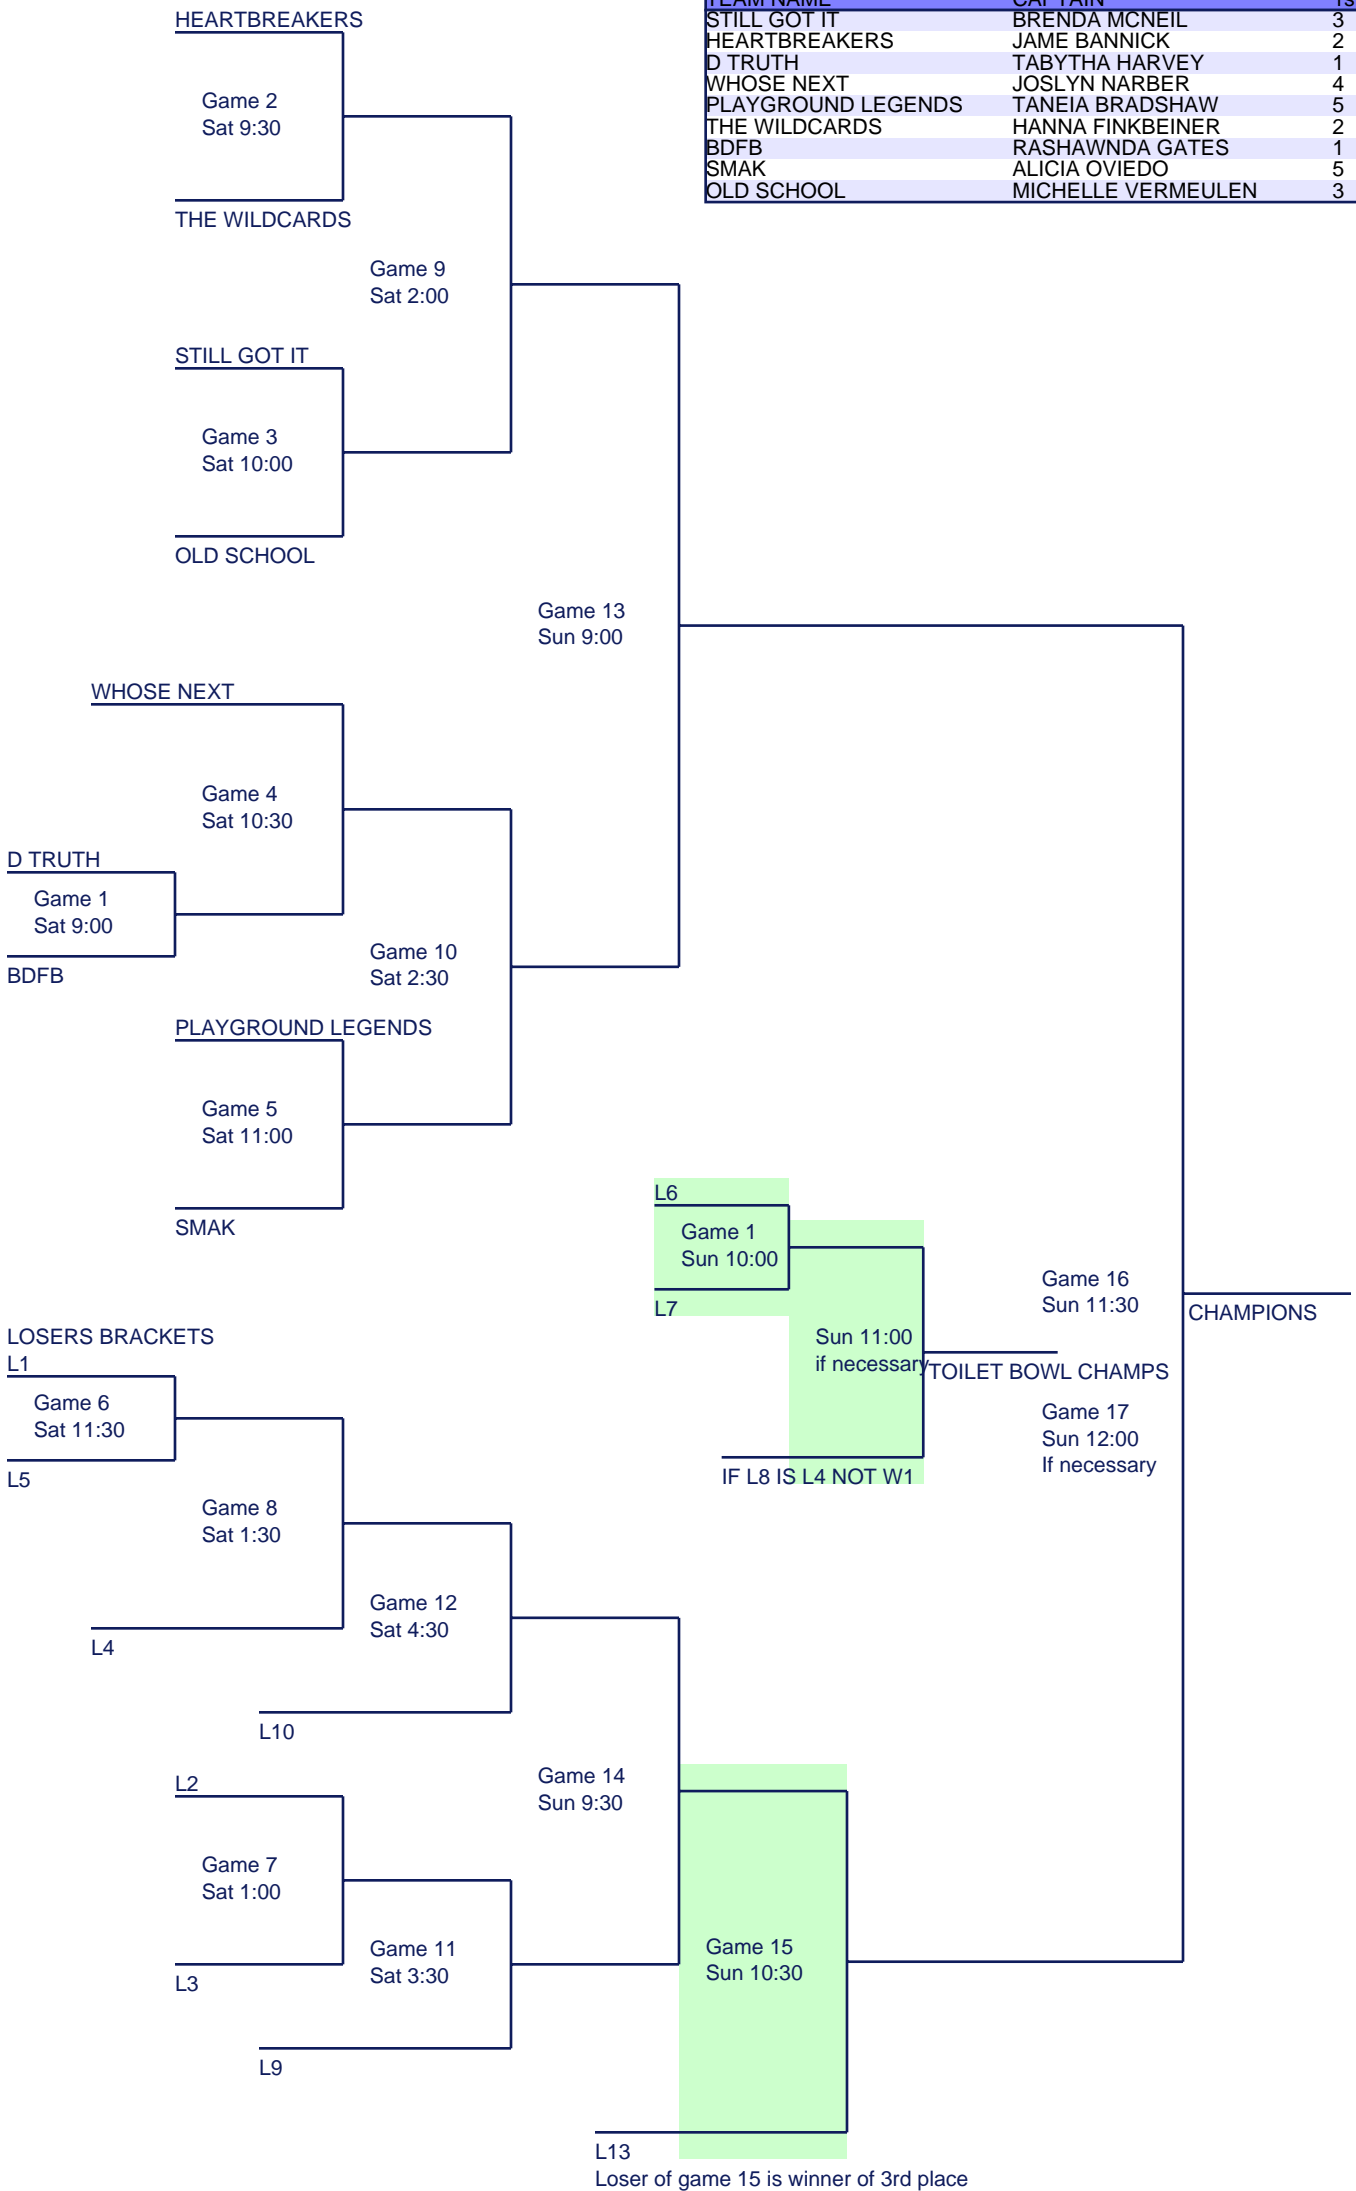 TEAM NAME CAPTAIN
STILL GOT IT BRENDA MCNEIL 3
HEARTBREAKERS JAME BANNICK 2
D TRUTH TABYTHA HARVEY 1
WHOSE NEXT JOSLYN NARBER 4
PLAYGROUND LEGENDS TANEIA BRADSHAW 5
THE WILDCARDS HANNA FINKBEINER 2
BDFB RASHAWNDA GATES 1
SMAK ALICIA OVIEDO 5
OLD SCHOOL MICHELLE VERMEULEN 3
HEARTBREAKERS
Game 2
Sat 9:30
THE WILDCARDS
Game 9
Sat 2:00
STILL GOT IT
Game 3
Sat 10:00
OLD SCHOOL
Game 13
Sun 9:00
WHOSE NEXT
Game 4
Sat 10:30
D TRUTH
Game 1
Sat 9:00
BDFB
Game 10
Sat 2:30
PLAYGROUND LEGENDS
Game 5
Sat 11:00
SMAK
L6
Game 1
Sun 10:00
L7
Sun 11:00
if necessary
TOILET BOWL CHAMPS
IF L8 IS L4 NOT W1
Game 16
Sun 11:30
CHAMPIONS
Game 17
Sun 12:00
If necessary
LOSERS BRACKETS
L1
Game 6
Sat 11:30
L5
Game 8
Sat 1:30
L4
Game 12
Sat 4:30
L10
L2
Game 14
Sun 9:30
Game 7
Sat 1:00
L3
Game 11
Sat 3:30
L9
Game 15
Sun 10:30
L13
Loser of game 15 is winner of 3rd place